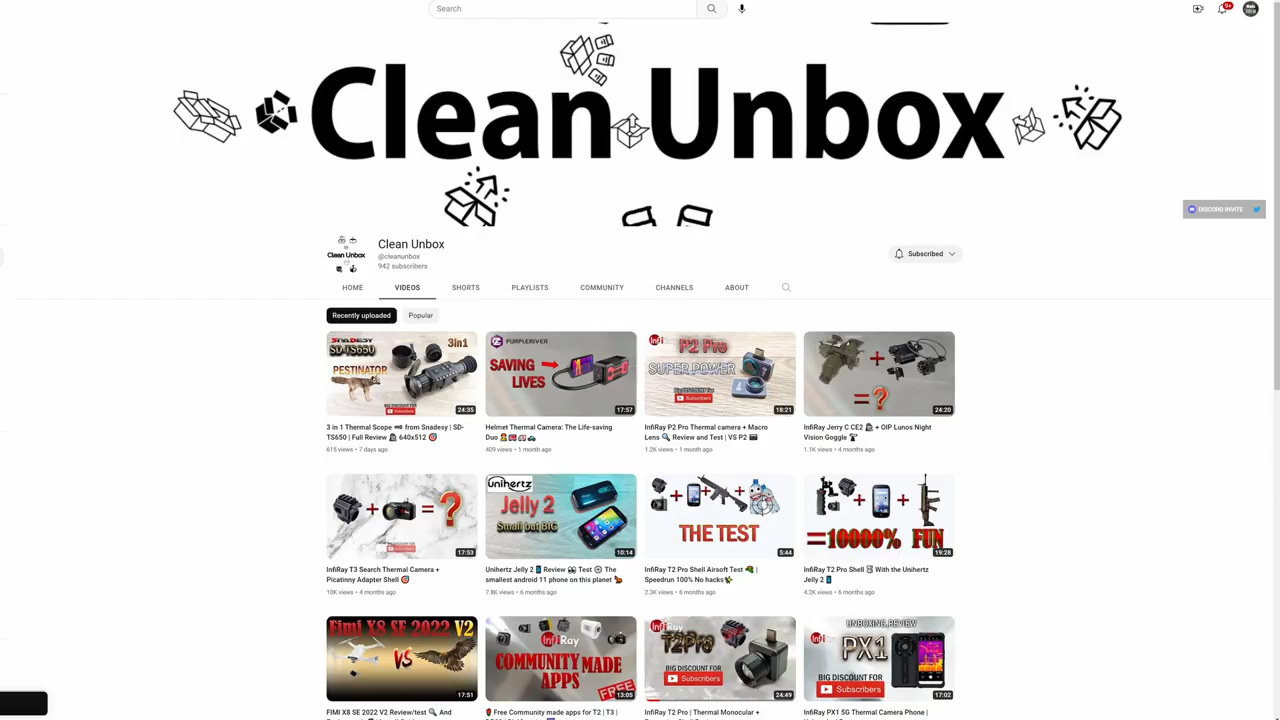 Search
9+
Clean Unbox
DISCORD INVITE
Clean Unbox
Clean Unbox
@cleanunbox
942 subscribers
Subscribed
HOME
VIDEOS
SHORTS
PLAYLISTS
COMMUNITY
CHANNELS
ABOUT
Recently uploaded
Popular
SNADESY
SD-TS650
3in1
PESTINATOR
BIG DISCOUNT FOR
Subscribers
24:35
PURPLERIVER
SAVING
LIVES
17:57
P2 Pro
SUPER POWER
Subscribers
18:21
+
= ?
24:20
3 in 1 Thermal Scope from Snadesy | SD-
TS650 | Full Review 640x512
615 views • 7 days ago
Helmet Thermal Camera: The Life-saving
Duo
409 views • 1 month ago
InfiRay P2 Pro Thermal camera + Macro
Lens Review and Test | VS P2
1.2K views • 1 month ago
InfiRay Jerry C CE2 + OIP Lunos Night
Vision Goggle
1.1K views • 4 months ago
+ = ?
Subscribers
17:53
unihertz
Jelly 2
Small but BIG
10:14
+ + +
THE TEST
5:44
+ +
=10000% FUN
19:28
InfiRay T3 Search Thermal Camera +
Picatinny Adapter Shell
10K views • 4 months ago
Unihertz Jelly 2 Review Test The
smallest android 11 phone on this planet
7.8K views • 6 months ago
InfiRay T2 Pro Shell Airsoft Test |
Speedrun 100% No hacks
2.3K views • 6 months ago
InfiRay T2 Pro Shell With the Unihertz
Jelly 2
4.2K views • 6 months ago
Fimi X8 SE 2022 V2
VS
17:51
InfiRay
COMMUNITY MADE
APPS
FREE
13:05
InfiRay
T2Pro
BIG DISCOUNT FOR
Subscribers
24:49
UNBOXING, REVIEW
InfiRay
PX1
BIG DISCOUNT FOR
Subscribers
17:02
FIMI X8 SE 2022 V2 Review/test And
Free Community made apps for T2 | T3 |
InfiRay T2 Pro | Thermal Monocular +
InfiRay PX1 5G Thermal Camera Phone |